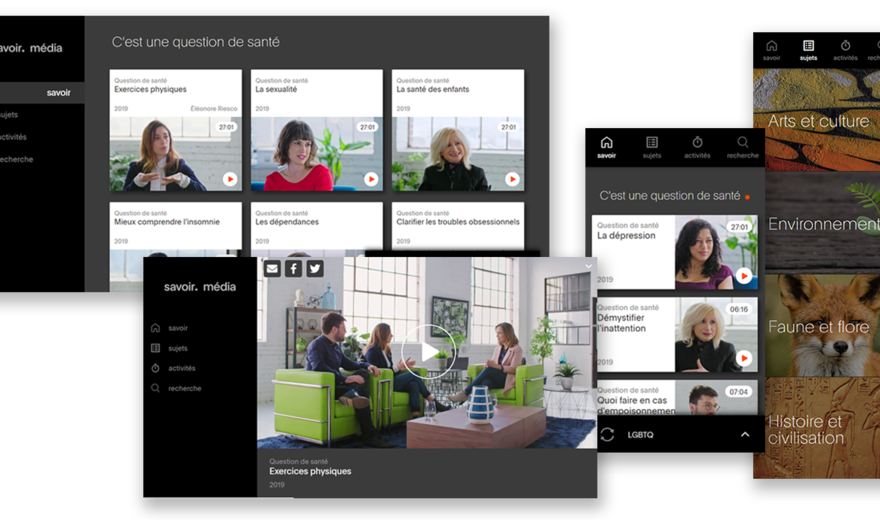 savoir. média
savoir
sujets
activités
recherche
C'est une question de santé
Question de santé
Exercices physiques
2019
Éléonore Riesco
27:01
Question de santé
La sexualité
2019
27:01
Question de santé
La santé des enfants
2019
27:01
Question de santé
Mieux comprendre l'insomnie
2019
Question de santé
Les dépendances
2019
Question de santé
Clarifier les troubles obsessionnels
2019
savoir. média
savoir
sujets
activités
recherche
Question de santé
Exercices physiques
2019
savoir
sujets
activités
recherche
C'est une question de santé
Question de santé
La dépression
2019
27:01
Question de santé
Démystifier
l'inattention
2019
06:16
Question de santé
Quoi faire en cas
d'empoisonnemen
07:04
LGBTQ
savoir
sujets
activités
rech
Arts et culture
Environnement
Faune et flore
Histoire et
civilisation